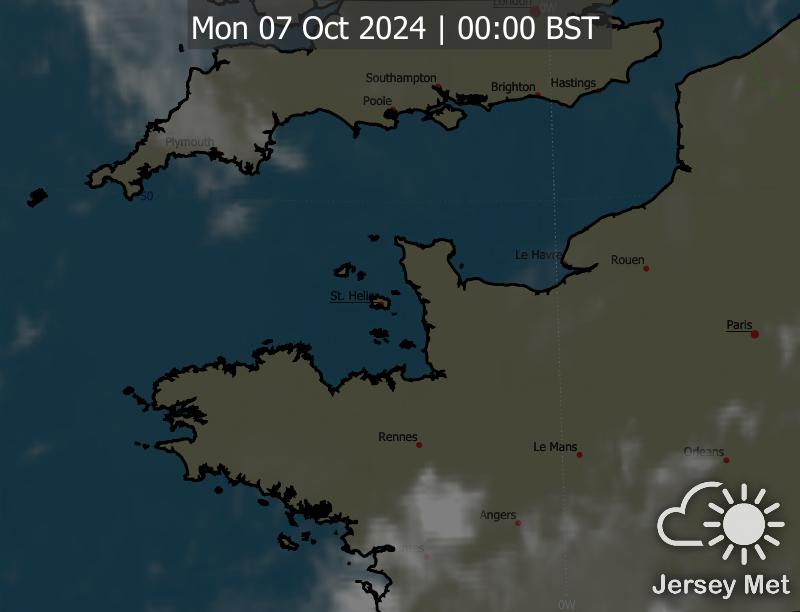 London
0W
Mon 07 Oct 2024 | 00:00 BST
Southampton
Brighton
Hastings
Poole
Plymouth
50
Le Havre
Rouen
St. Helier
Paris
Rennes
Le Mans
Orleans
Angers
Jersey Met
0W